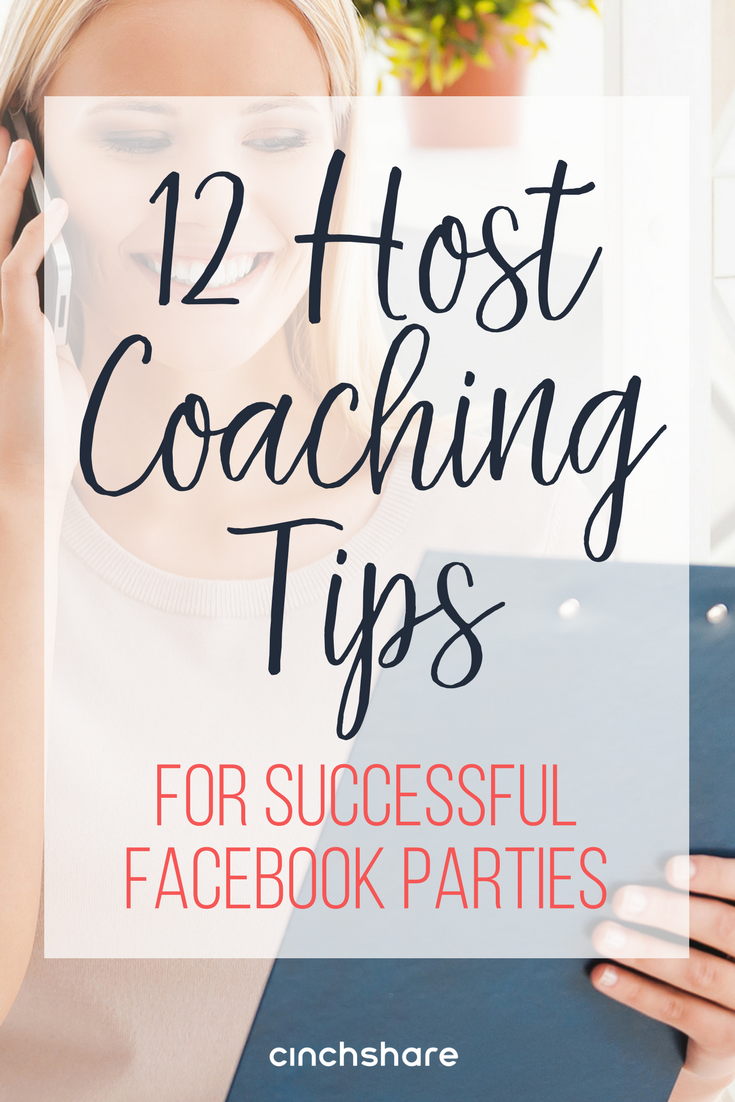 12 Host
Coaching
Tips
FOR SUCCESSFUL
FACEBOOK PARTIES
cinchshare